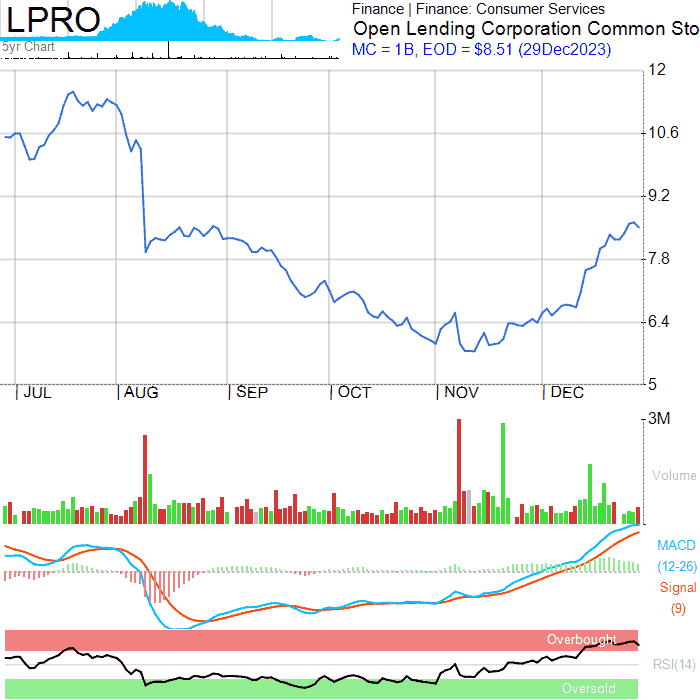 LPRO
5yr Chart
Finance | Finance: Consumer Services
Open Lending Corporation Common Sto
MC = 1B, EOD = $8.51 (29Dec2023)
12
10.6
9.2
7.8
6.4
5
JUL AUG SEP OCT NOV DEC
3M
Volume
MACD
(12-26)
Signal
(9)
Overbought
RSI(14)
Oversold